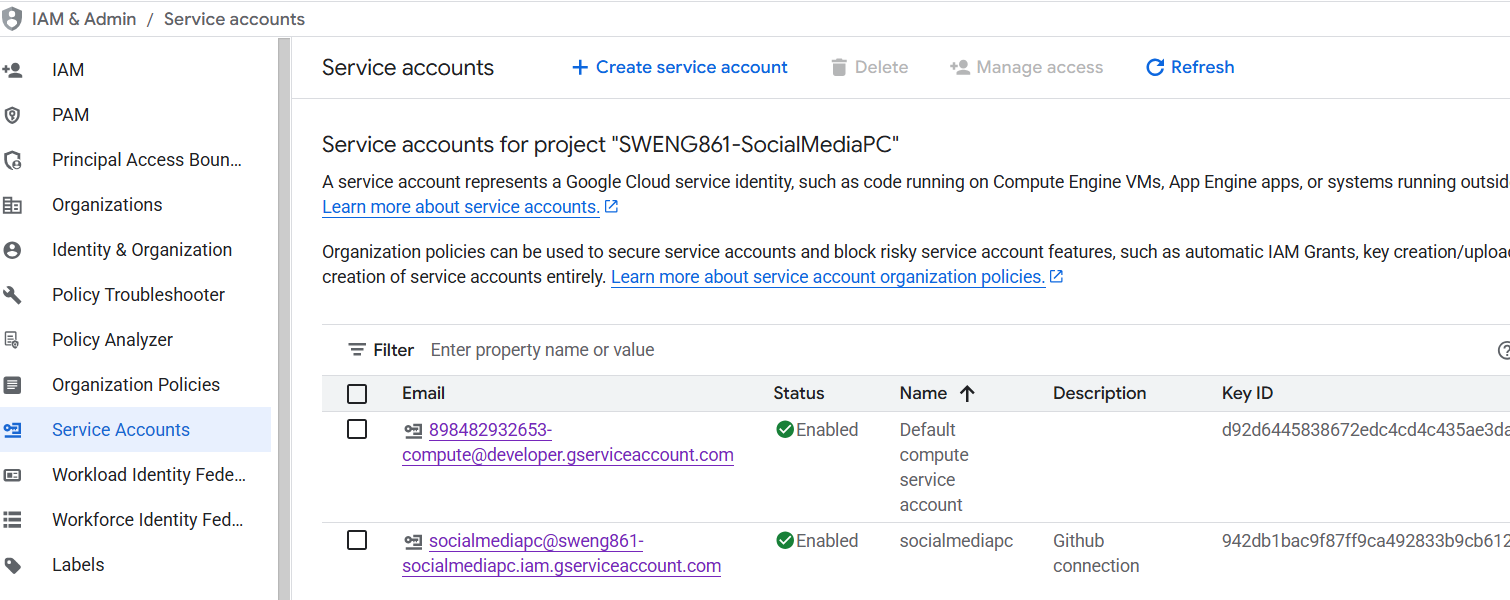 IAM & Admin / Service accounts
IAM
PAM
Principal Access Boun...
Organizations
Identity & Organization
Policy Troubleshooter
Policy Analyzer
Organization Policies
Service Accounts
Workload Identity Fede...
Workforce Identity Fed...
Labels
Service accounts + Create service account Delete Manage access Refresh
Service accounts for project "SWENG861-SocialMediaPC"
A service account represents a Google Cloud service identity, such as code running on Compute Engine VMs, App Engine apps, or systems running outsid
Learn more about service accounts.
Organization policies can be used to secure service accounts and block risky service account features, such as automatic IAM Grants, key creation/uploa
creation of service accounts entirely. Learn more about service account organization policies.
Filter Enter property name or value
Email Status Name Description Key ID
898482932653- Enabled Default d92d6445838672edc4cd4c435ae3da
compute@developer.gserviceaccount.com compute
service
account
socialmediapc@sweng861- Enabled socialmediapc Github 942db1bac9f87ff9ca492833b9cb612
socialmediapc.iam.gserviceaccount.com connection